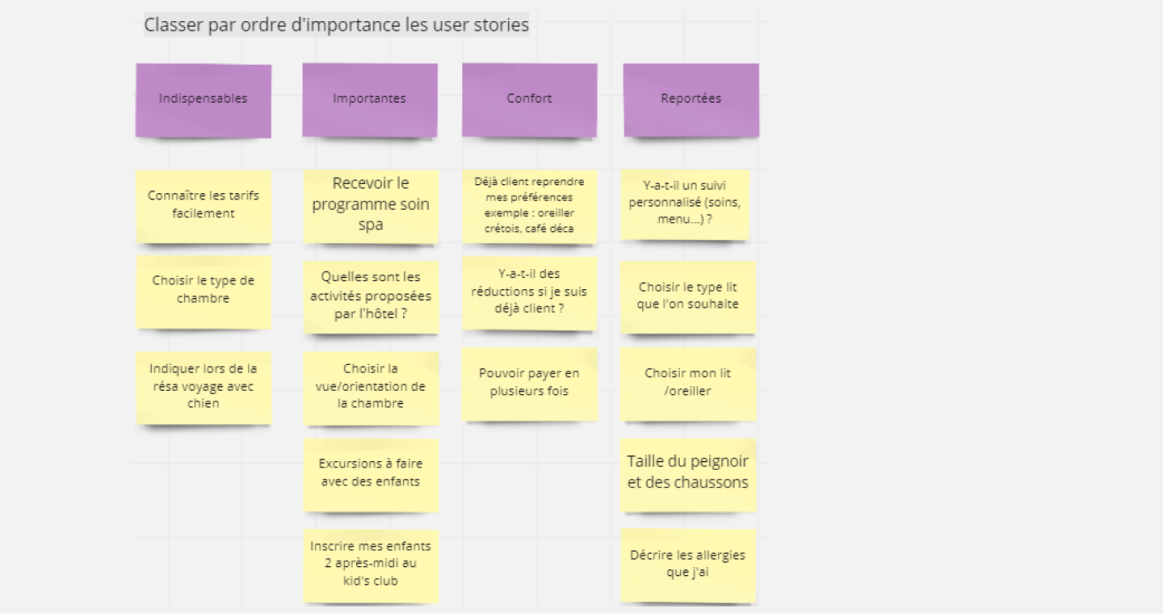 Classer par ordre d'importance les user stories
Indispensables
Importantes
Confort
Reportées
Connaître les tarifs
facilement
Recevoir le
programme soin
spa
Déjà client reprendre
mes préférences
exemple : oreiller
crétois, café déca
Y-a-t-il un suivi
personnalisé (soins,
menu...) ?
Choisir le type de
chambre
Quelles sont les
activités proposées
par l'hôtel ?
Y-a-t-il des
réductions si je suis
déjà client ?
Choisir le type lit
que l'on souhaite
Indiquer lors de la
résa voyage avec
chien
Choisir la
vue/orientation de
la chambre
Pouvoir payer en
plusieurs fois
Choisir mon lit
/oreiller
Excursions à faire
avec des enfants
Taille du peignoir
et des chaussons
Inscrire mes enfants
2 après-midi au
kid's club
Décrire les allergies
que j'ai